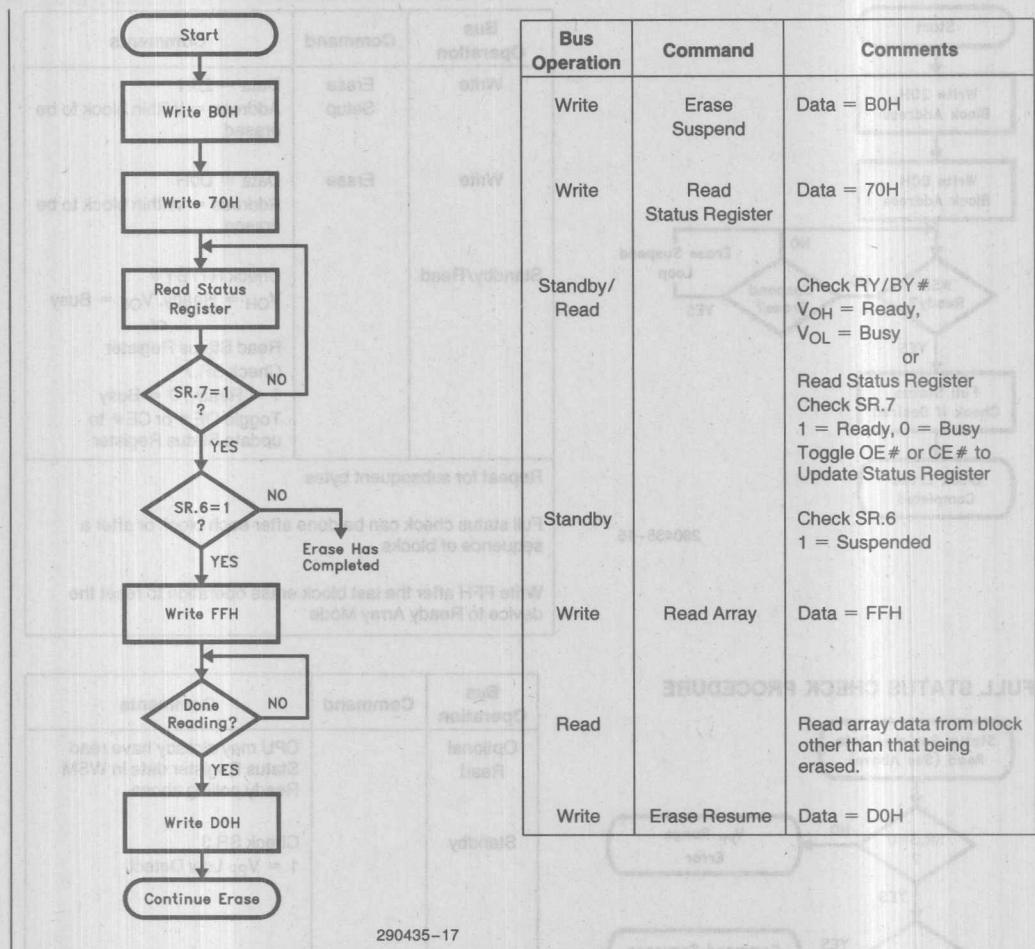 Start
Write B0H
Write 70H
Read Status
Register
SR.7=1
?
NO
YES
SR.6=1
?
NO
Erase Has
Completed
YES
Write FFH
Done
Reading?
NO
YES
Write D0H
Continue Erase
290435-17
Bus
Operation
Command
Comments
Write
Erase
Suspend
Data = B0H
Write
Read
Status Register
Data = 70H
Standby/
Read
Check RY/BY#
VOH = Ready,
VOL = Busy
or
Read Status Register
Check SR.7
1 = Ready, 0 = Busy
Toggle OE# or CE# to
Update Status Register
Standby
Check SR.6
1 = Suspended
Write
Read Array
Data = FFH
Read
Read array data from block
other than that being
erased.
Write
Erase Resume
Data = D0H